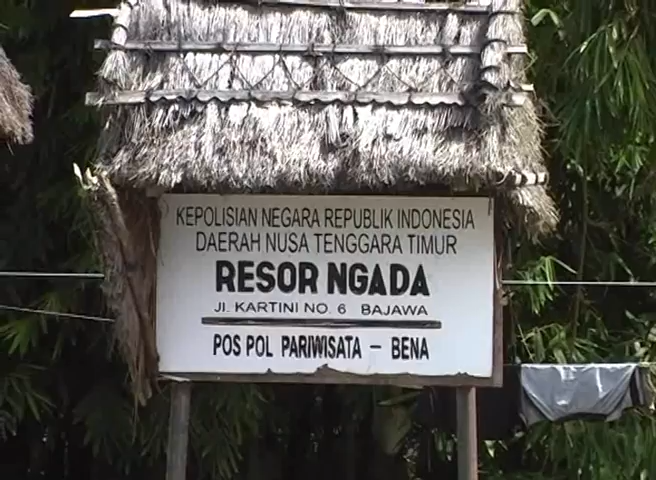 KEPOLISIAN NEGARA REPUBLIK INDONESIA
DAERAH NUSA TENGGARA TIMUR
RESOR NGADA
JL. KARTINI NO. 6 BAJAWA
POS POL PARIWISATA – BENA